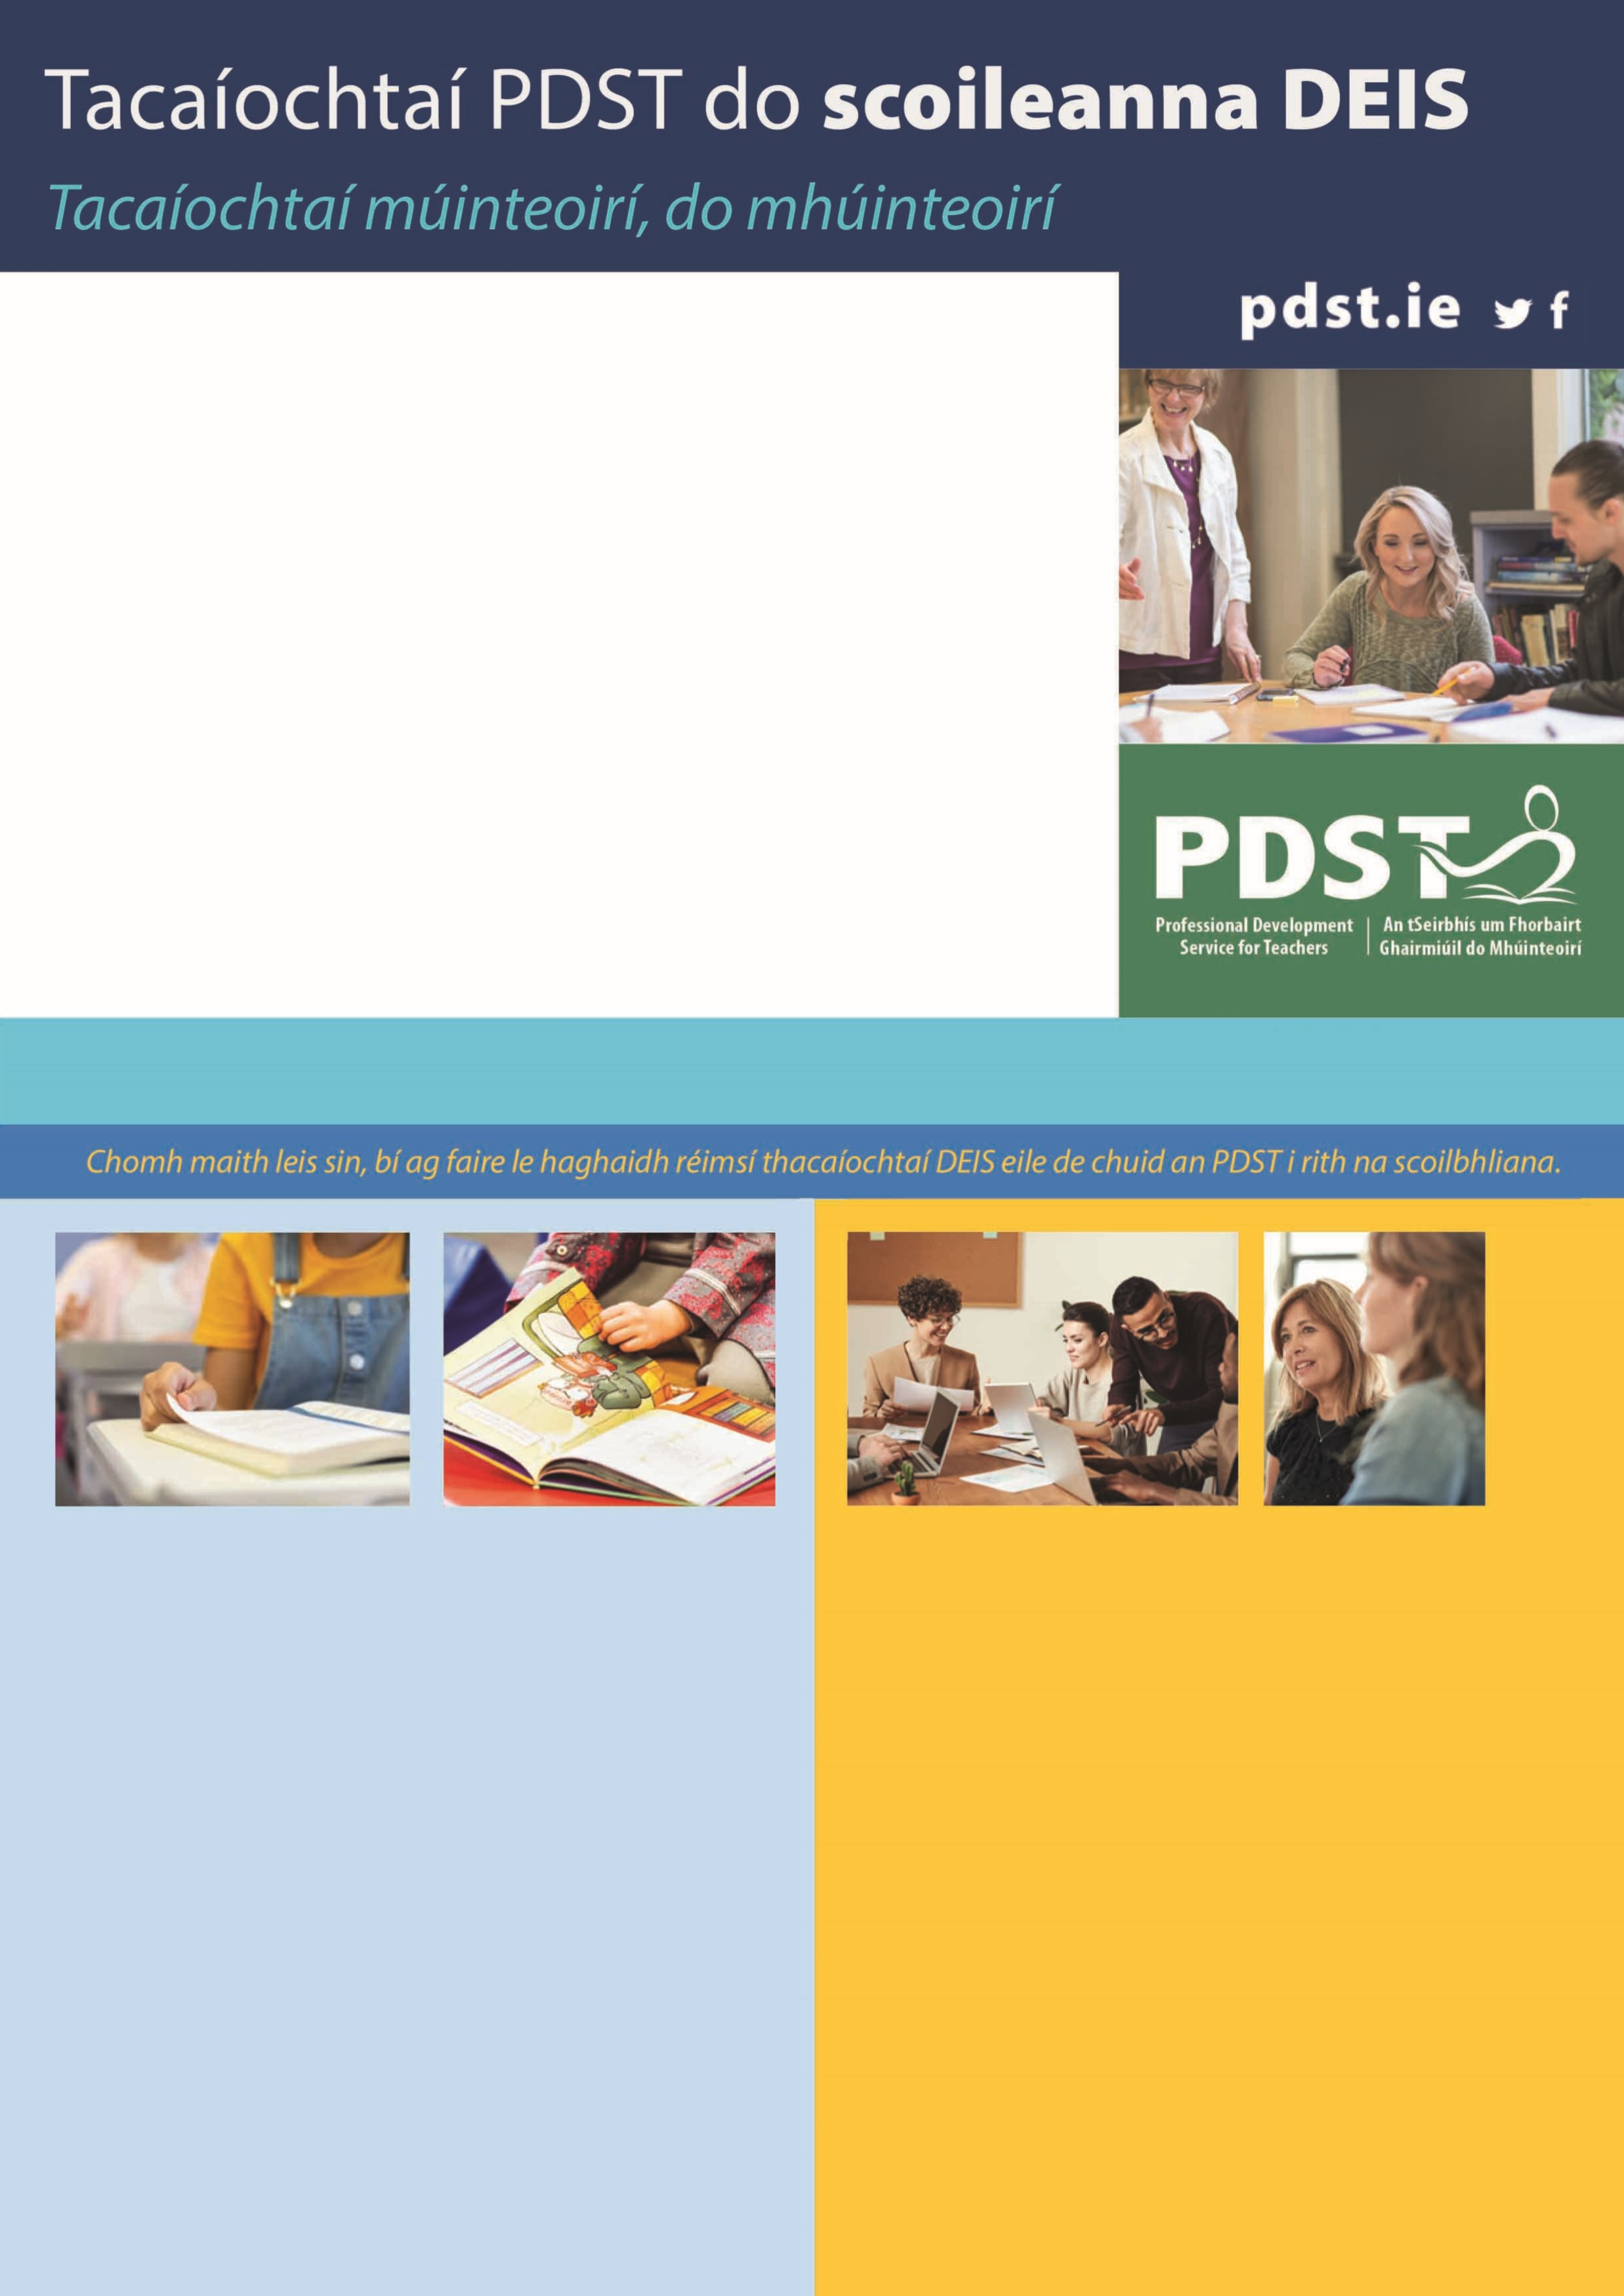 Tacaíochtaí PDST do scoileanna DEIS
Tacaíochtaí múinteoirí, do mhúinteoirí
pdst.ie
PDST
Professional Development
Service for Teachers
An tSeirbhís um Fhorbairt
Ghairmiúil do Mhúinteoirí
Chomh maith leis sin, bí ag faire le haghaidh réimsí thacaíochtaí DEIS eile de chuid an PDST i rith na scoilbhliana.